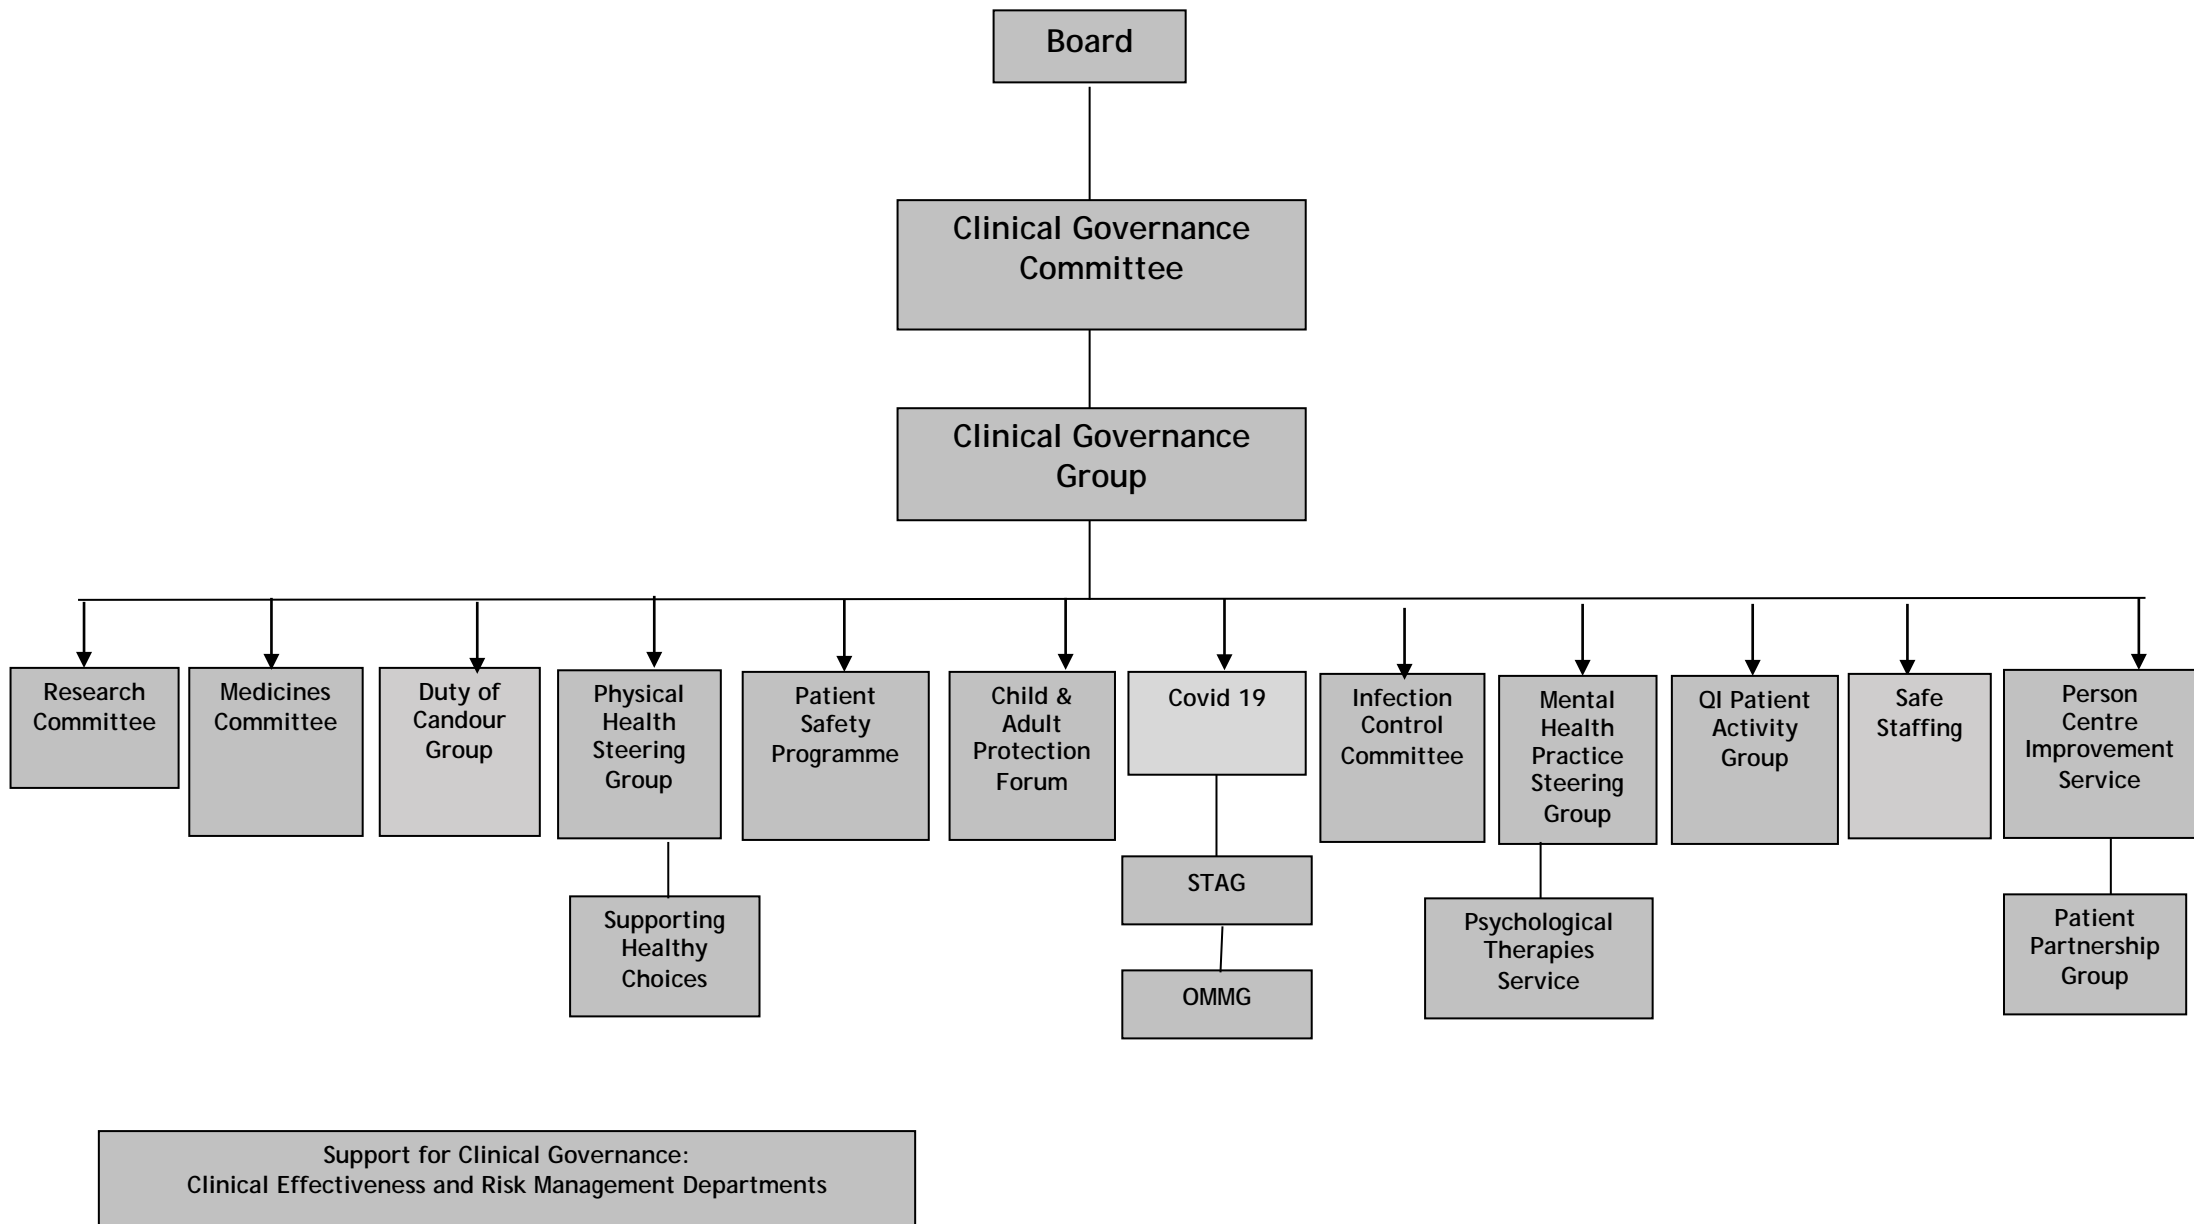 Board
Clinical Governance
Committee
Clinical Governance
Group
Research
Committee
Medicines
Committee
Duty of
Candour
Group
Physical
Health
Steering
Group
Patient
Safety
Programme
Child &
Adult
Protection
Forum
Covid 19
Infection
Control
Committee
Mental
Health
Practice
Steering
Group
QI Patient
Activity
Group
Safe
Staffing
Person
Centre
Improvement
Service
Supporting
Healthy
Choices
STAG
OMMG
Psychological
Therapies
Service
Patient
Partnership
Group
Support for Clinical Governance:
Clinical Effectiveness and Risk Management Departments